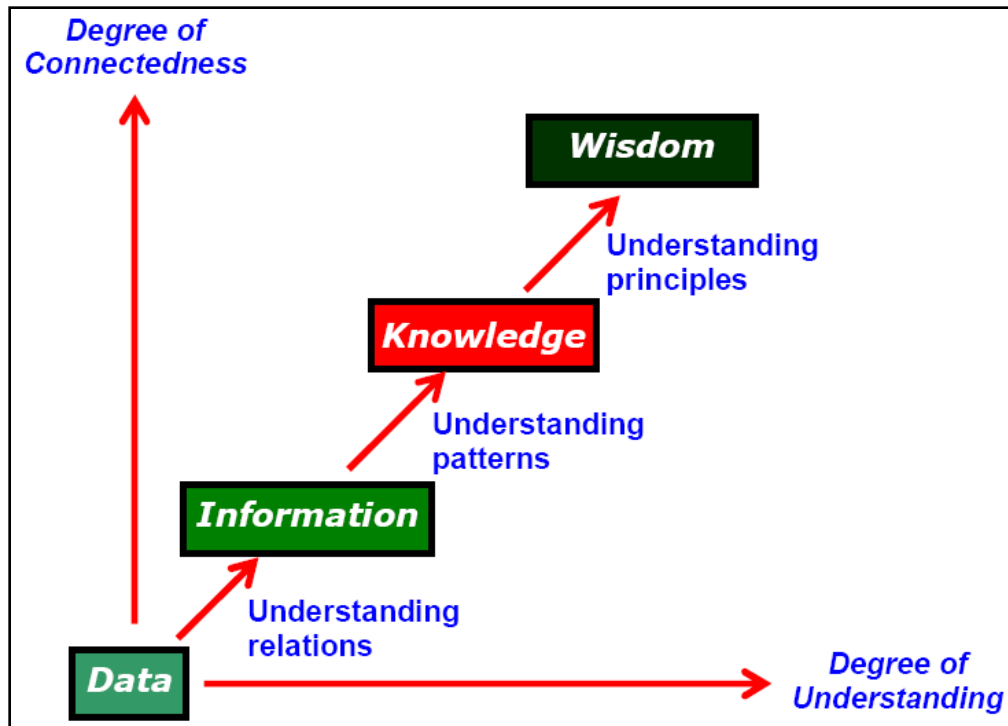 Degree of
Connectedness
Wisdom
Understanding
principles
Knowledge
Understanding
patterns
Information
Understanding
relations
Data
Degree of
Understanding